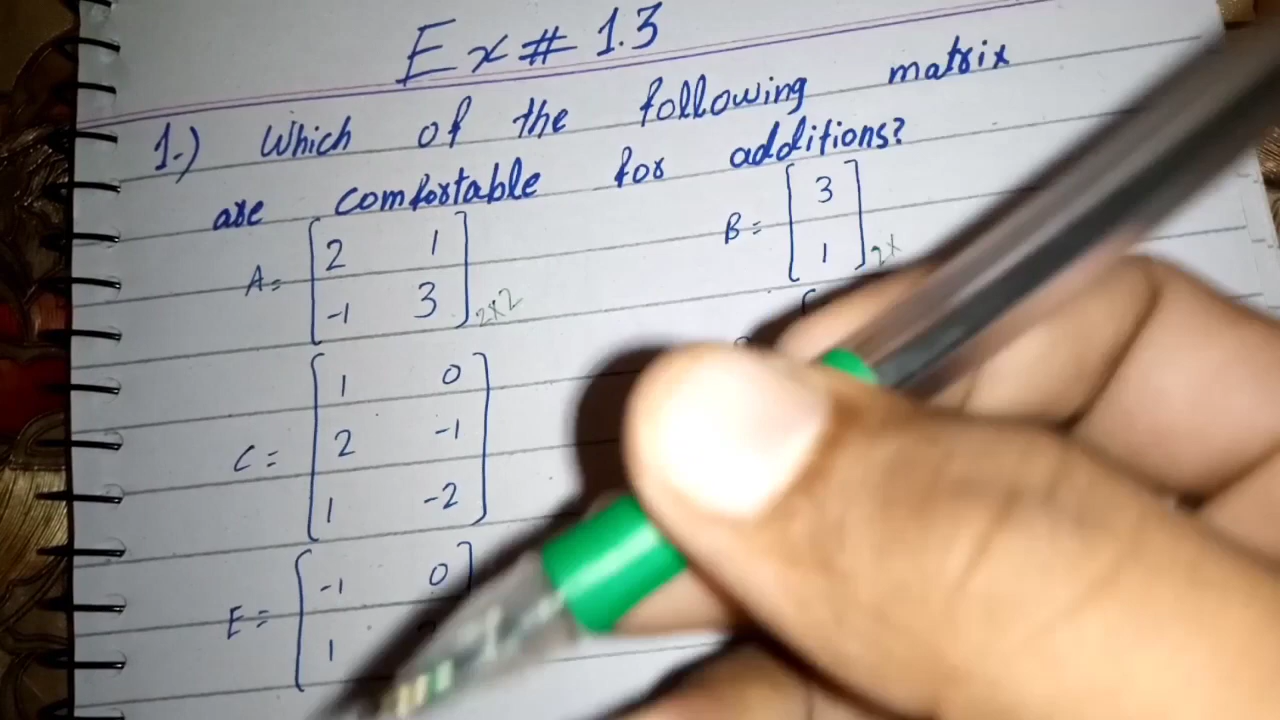 Ex # 1.3
1.) Which of the following matrix
are comfortable for additions?
A= [ 2 1
-1 3 ] 2x2
B= [ 3
1 ] 2x
C= [ 1 0
2 -1
1 -2 ]
E= [ -1 0
1